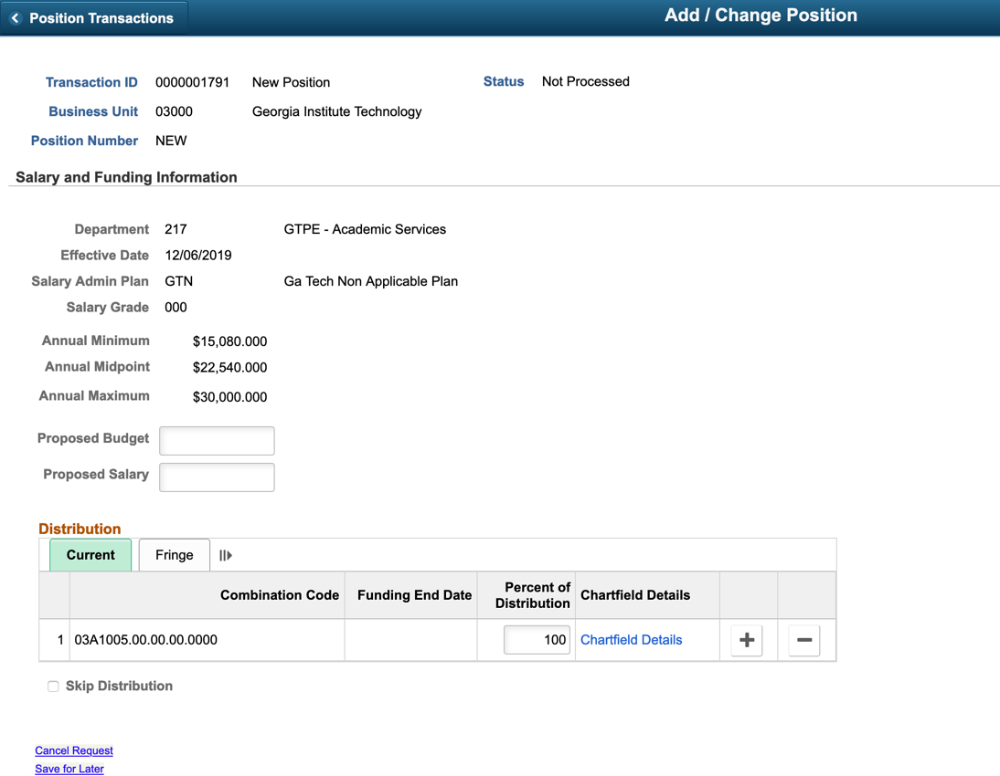 Position Transactions
Add / Change Position
Transaction ID 0000001791 New Position Status Not Processed
Business Unit 03000 Georgia Institute Technology
Position Number NEW
Salary and Funding Information
Department 217 GTPE - Academic Services
Effective Date 12/06/2019
Salary Admin Plan GTN Ga Tech Non Applicable Plan
Salary Grade 000
Annual Minimum $15,080.000
Annual Midpoint $22,540.000
Annual Maximum $30,000.000
Proposed Budget
Proposed Salary
Distribution
Current Fringe
Combination Code Funding End Date Percent of Distribution Chartfield Details
1 03A1005.00.00.00.0000 100 Chartfield Details
Skip Distribution
Cancel Request
Save for Later